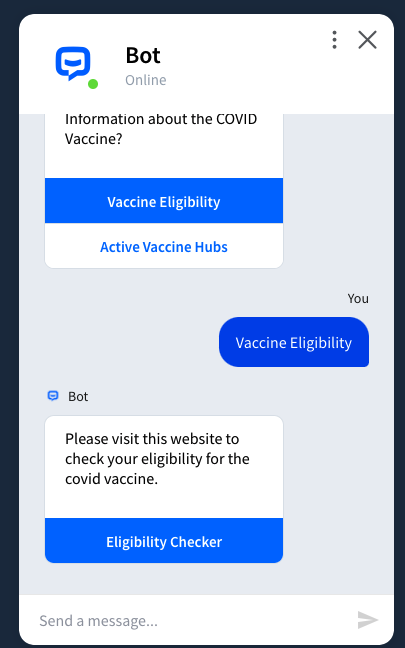 Bot
Online
Information about the COVID
Vaccine?
Vaccine Eligibility
Active Vaccine Hubs
You
Vaccine Eligibility
Bot
Please visit this website to
check your eligibility for the
covid vaccine.
Eligibility Checker
Send a message...